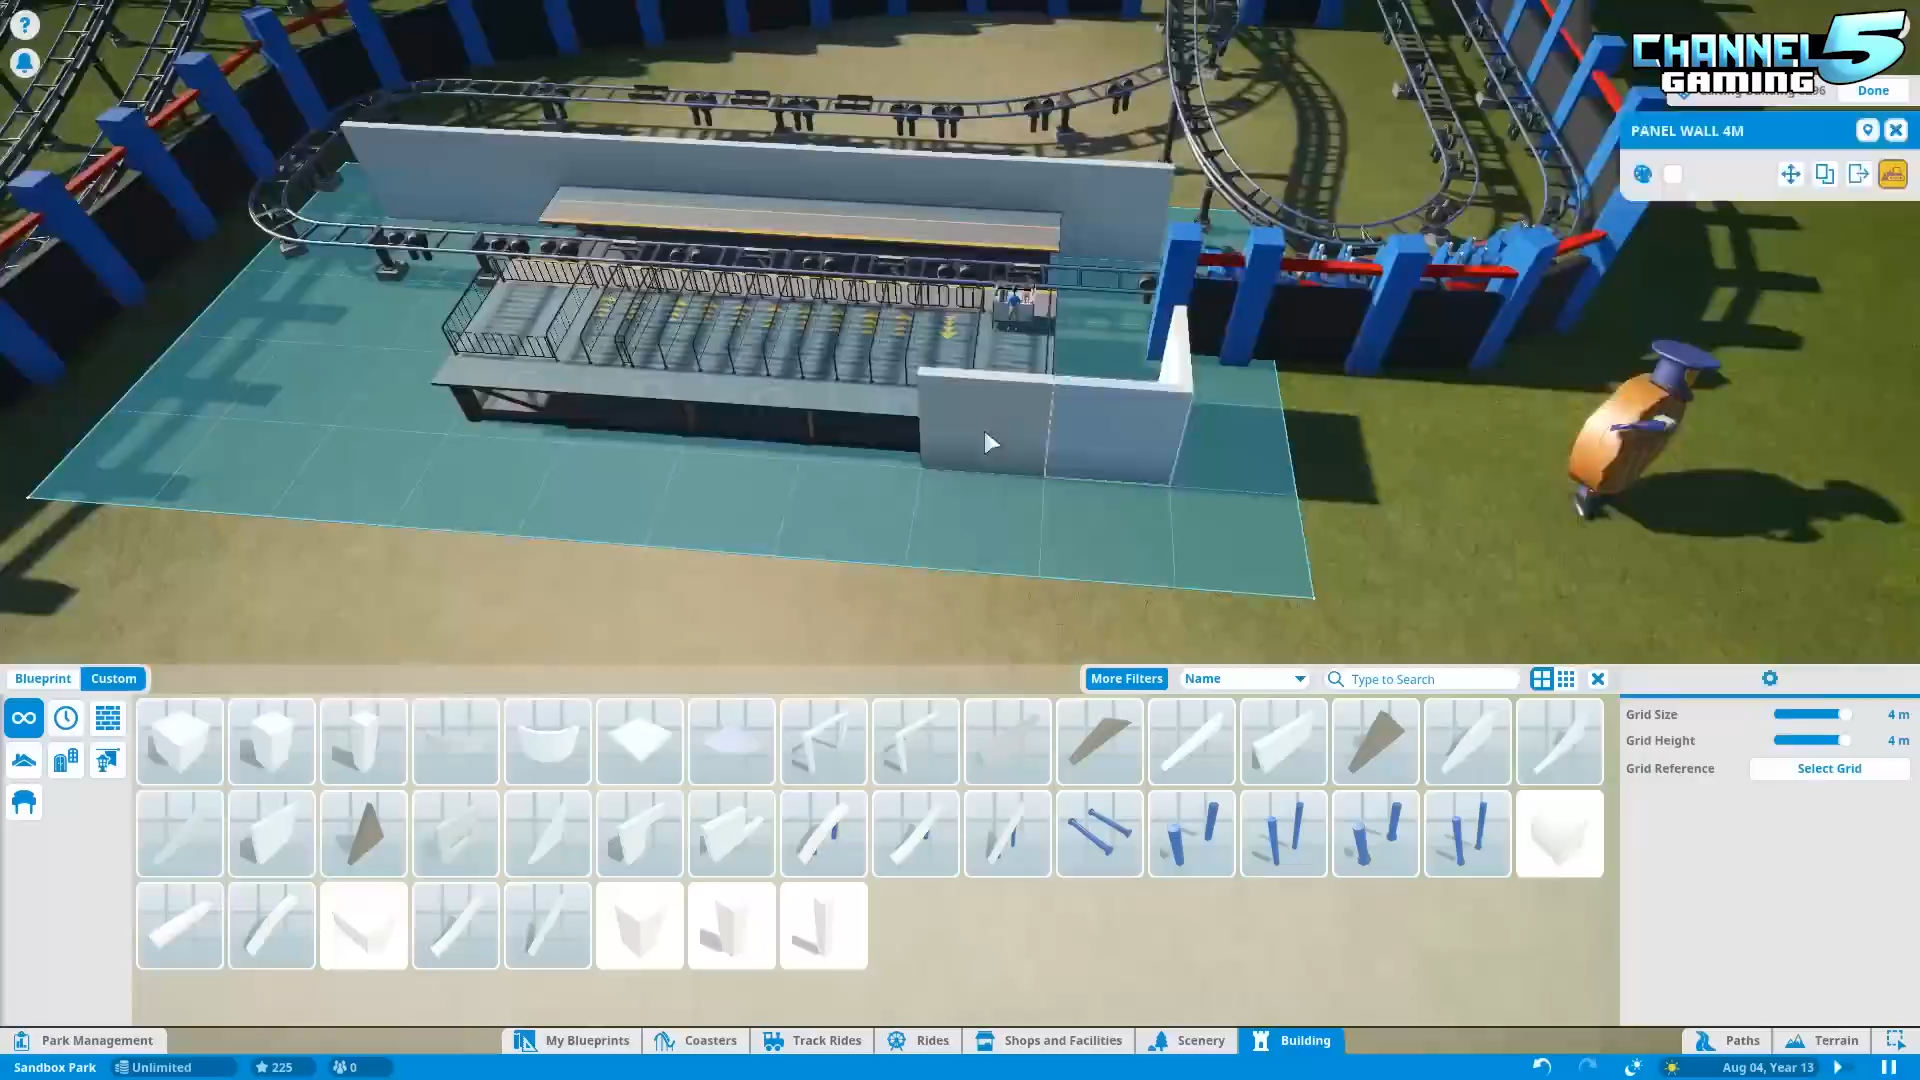 CHANNEL 5
GAMING
Done
PANEL WALL 4M
Blueprint
Custom
More Filters
Name
Type to Search
Grid Size
4 m
Grid Height
4 m
Grid Reference
Select Grid
Park Management
My Blueprints
Coasters
Track Rides
Rides
Shops and Facilities
Scenery
Building
Paths
Terrain
Sandbox Park
Unlimited
225
0
Aug 04, Year 13